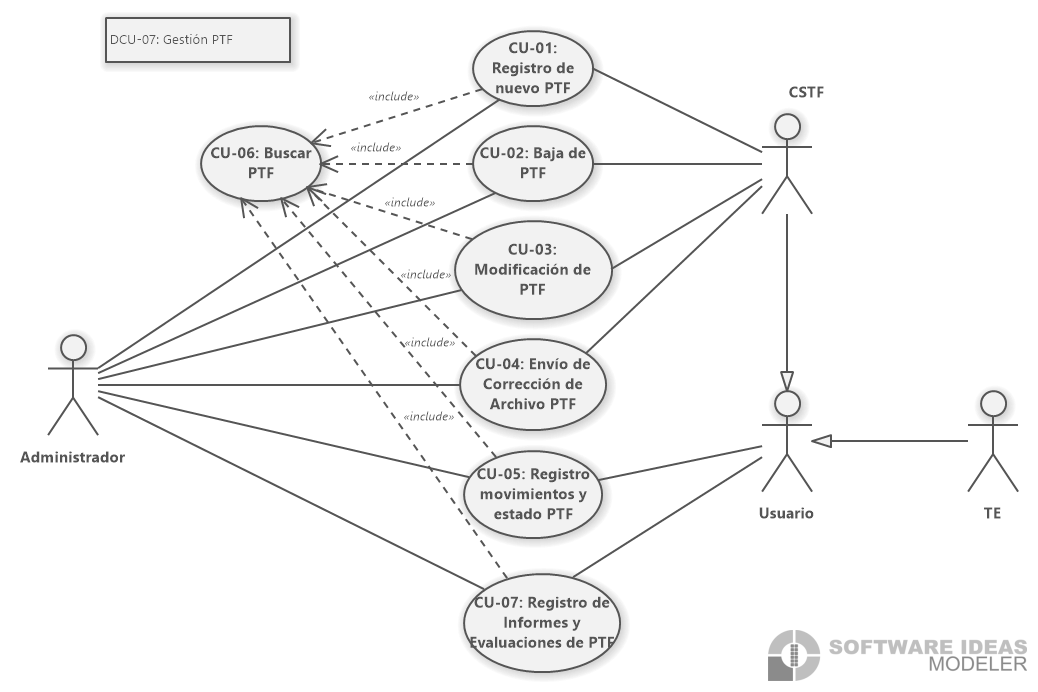 DCU-07: Gestión PTF
CU-01:
Registro de
nuevo PTF
CSTF
«include»
CU-06: Buscar
PTF
«include»
CU-02: Baja de
PTF
«include»
CU-03:
Modificación de
PTF
«include»
«include»
CU-04: Envío de
Corrección de
Archivo PTF
«include»
Administrador
CU-05: Registro
movimientos y
estado PTF
Usuario
TE
CU-07: Registro de
Informes y
Evaluaciones de PTF
SOFTWARE IDEAS
MODELER